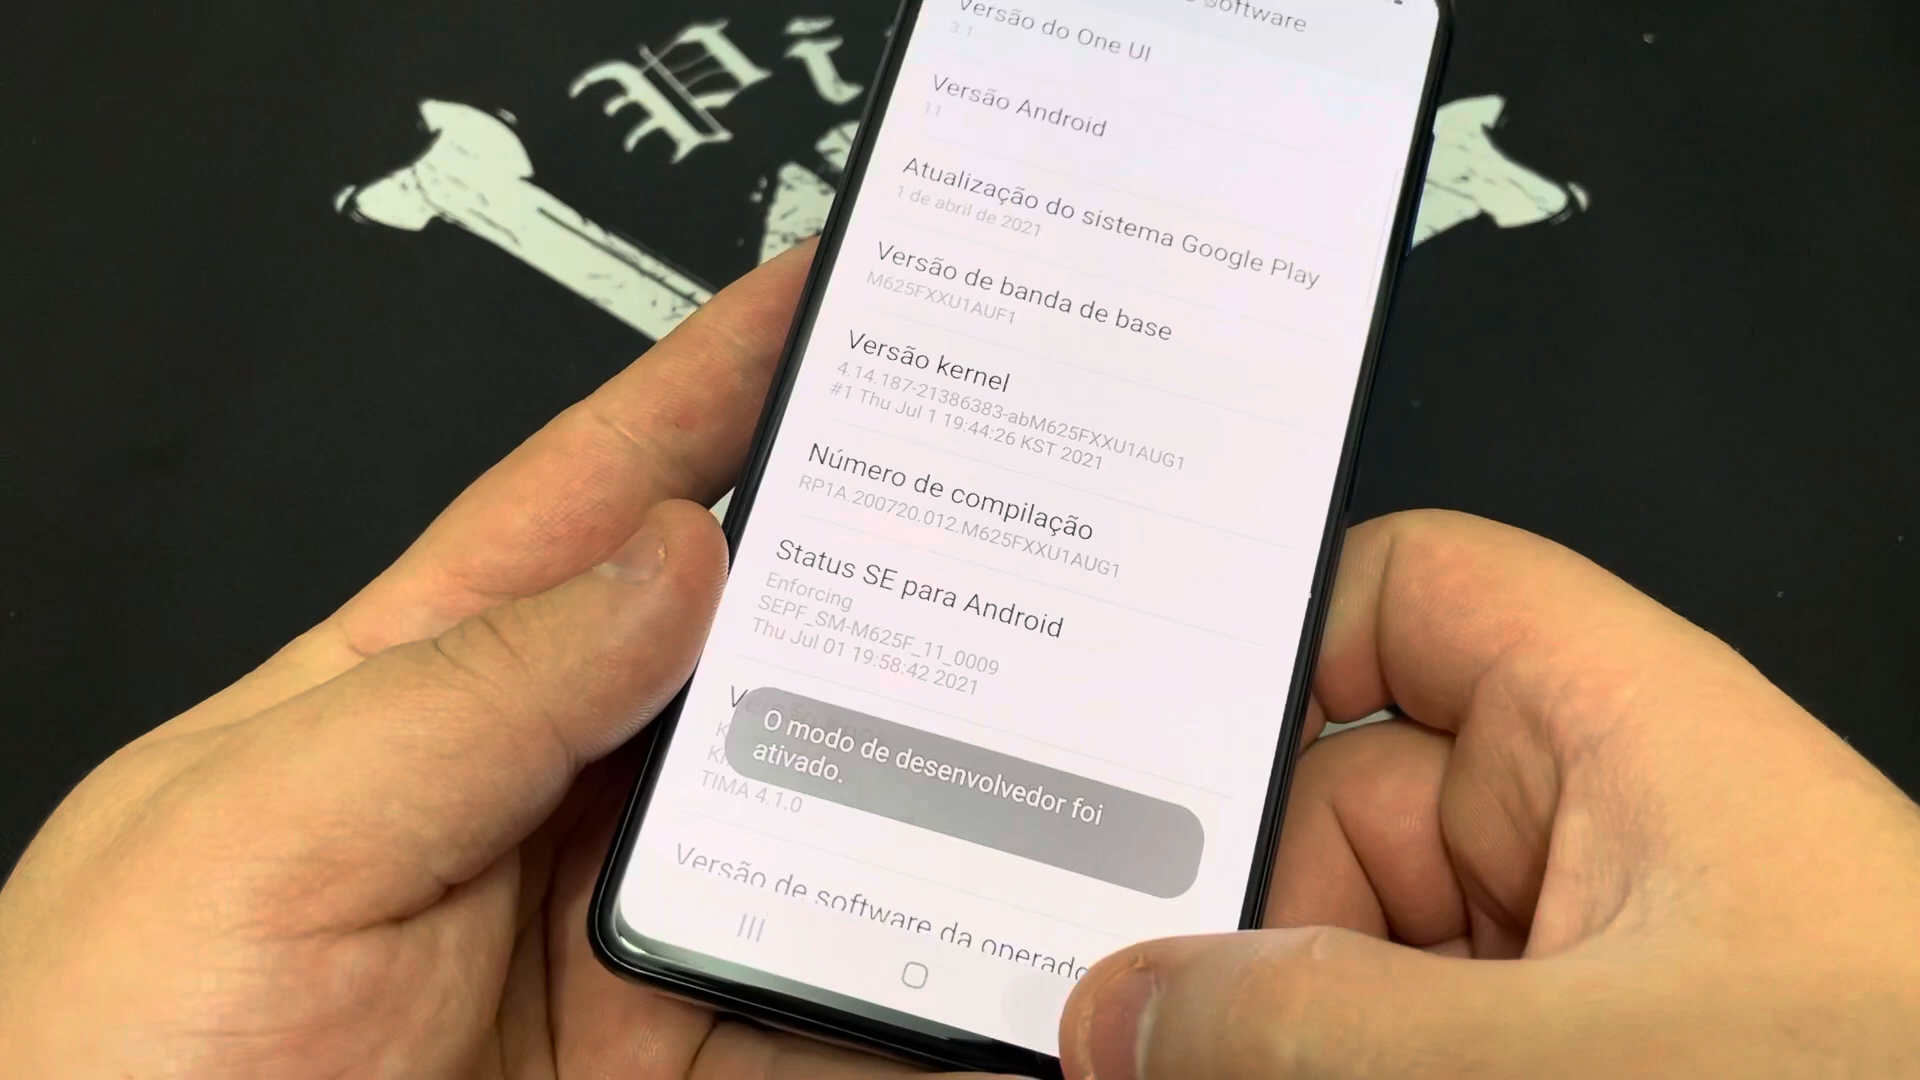 software
Versão do One UI
3.1
Versão Android
11
Atualização do sistema Google Play
1 de abril de 2021
Versão de banda de base
M625FXXU1AUF1
Versão kernel
4.14.187-21386383-abM625FXXU1AUG1
#1 Thu Jul 1 19:44:26 KST 2021
Número de compilação
RP1A.200720.012.M625FXXU1AUG1
Status SE para Android
Enforcing
SEPF_SM-M625F_11_0009
Thu Jul 01 19:58:42 2021
O modo de desenvolvedor foi
ativado.
TIMA 4.1.0
Versão de software da operado